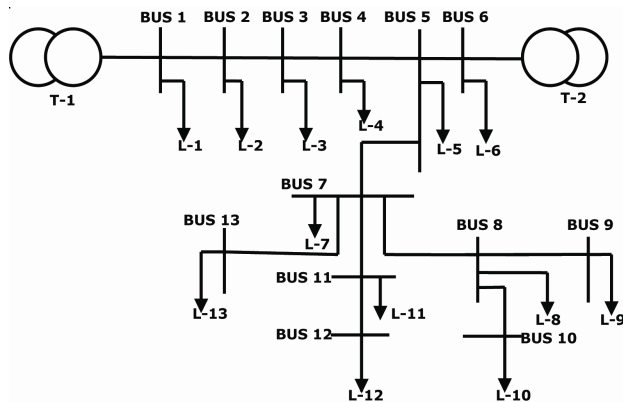 BUS 1 BUS 2 BUS 3 BUS 4 BUS 5 BUS 6
T-1 T-2
L-4
L-1 L-2 L-3 L-5 L-6
BUS 7
BUS 13 BUS 8 BUS 9
L-7
BUS 11
L-13 L-11 L-8 L-9
BUS 12 BUS 10
L-12 L-10